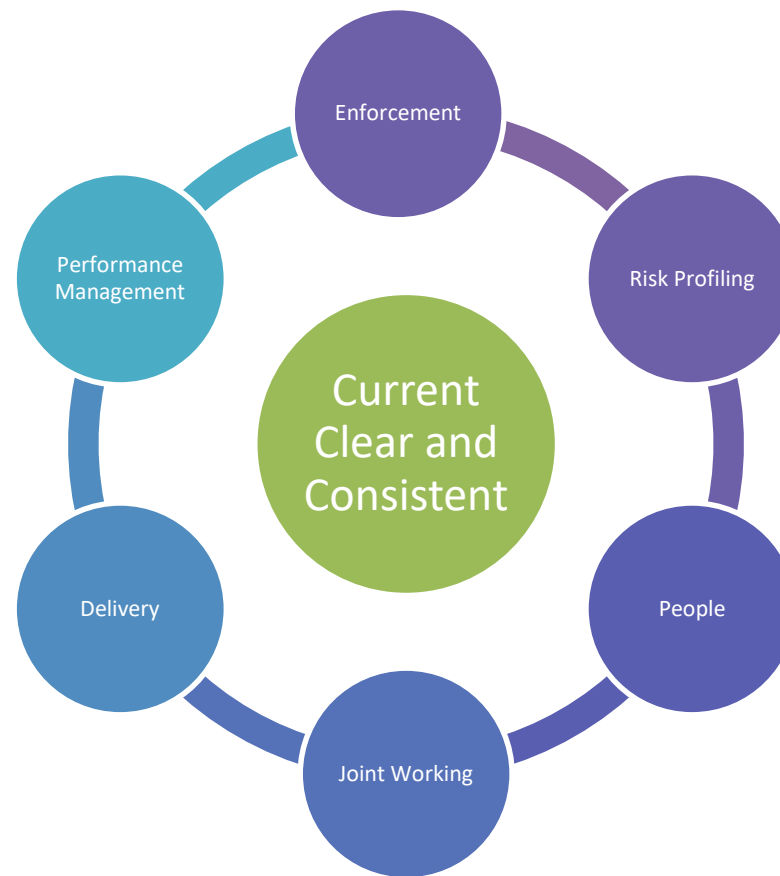 Enforcement
Performance
Management
Risk Profiling
Current
Clear and
Consistent
Delivery
People
Joint Working